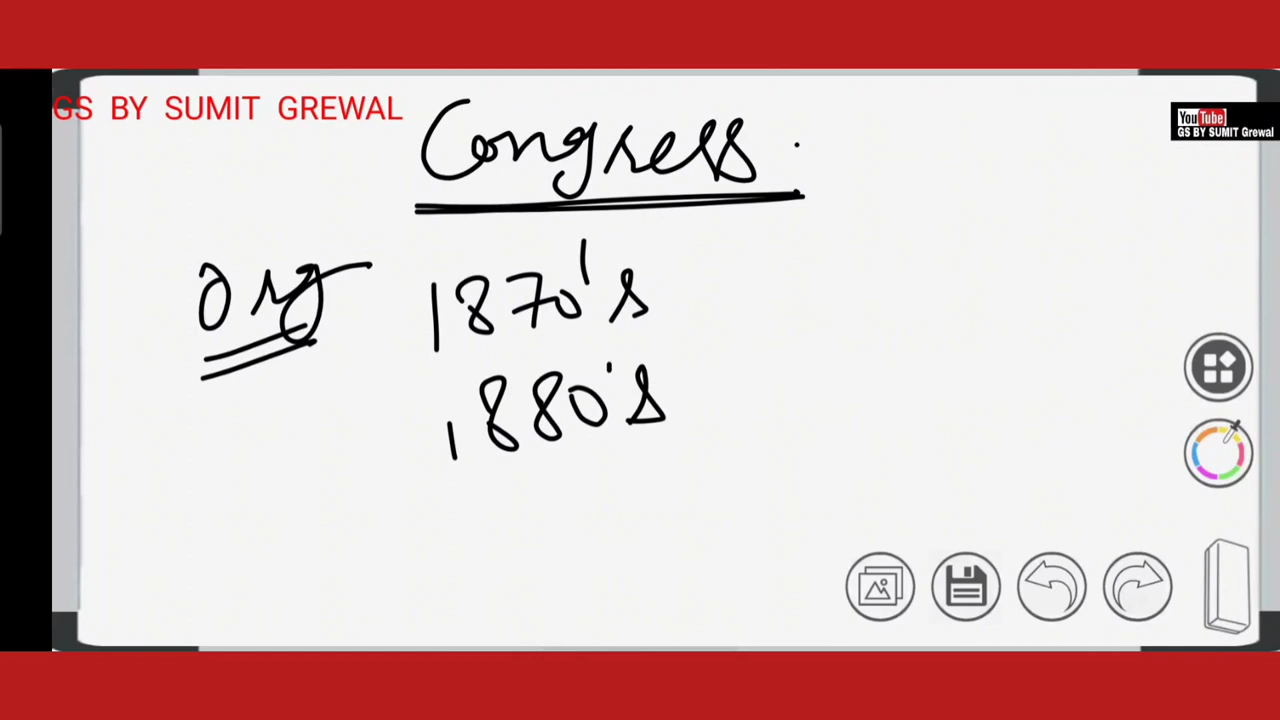 GS BY SUMIT GREWAL
YouTube
GS BY SUMIT Grewal
Congress.
Org 1870's
1880's